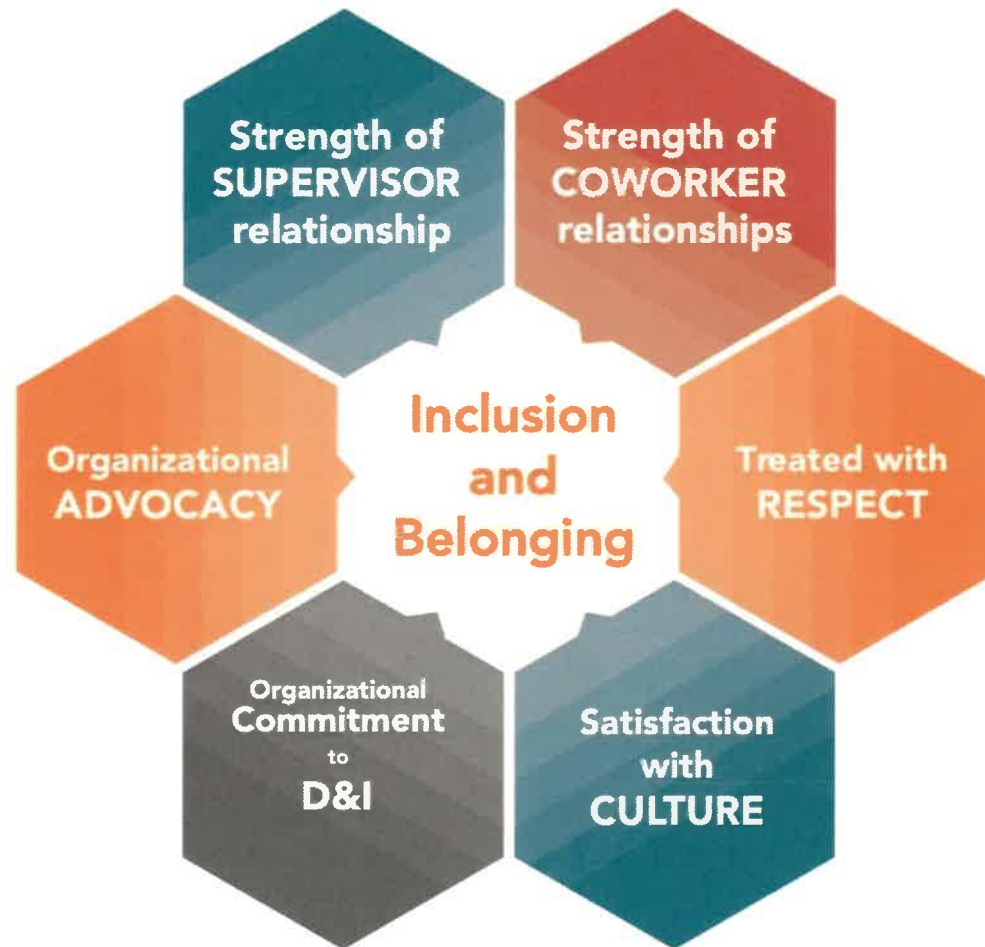 Strength of
SUPERVISOR
relationship
Strength of
COWORKER
relationships
Organizational
ADVOCACY
Inclusion
and
Belonging
Treated with
RESPECT
Organizational
Commitment
to
D&I
Satisfaction
with
CULTURE